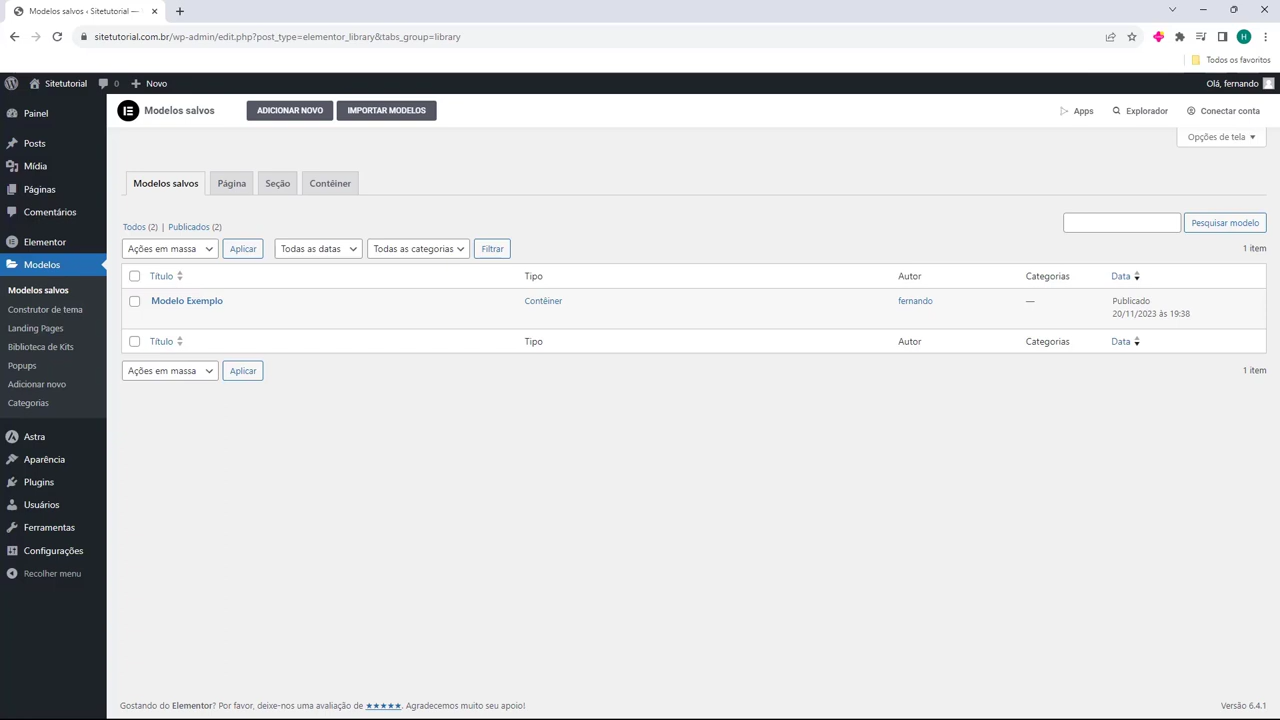 Modelos salvos ‹ Sitetutorial —
sitetutorial.com.br/wp-admin/edit.php?post_type=elementor_library&tabs_group=library
H
Todos os favoritos
Sitetutorial 0 Novo
Olá, fernando
Painel
Posts
Mídia
Páginas
Comentários
Elementor
Modelos
Modelos salvos
Construtor de tema
Landing Pages
Biblioteca de Kits
Popups
Adicionar novo
Categorias
Astra
Aparência
Plugins
Usuários
Ferramentas
Configurações
Recolher menu
Modelos salvos ADICIONAR NOVO IMPORTAR MODELOS
Apps Explorador Conectar conta
Opções de tela
Modelos salvos Página Seção Contêiner
Todos (2) | Publicados (2)
Pesquisar modelo
Ações em massa Aplicar Todas as datas Todas as categorias Filtrar
1 item
Título Tipo Autor Categorias Data
Modelo Exemplo Contêiner fernando — Publicado
20/11/2023 às 19:38
Título Tipo Autor Categorias Data
Ações em massa Aplicar
1 item
Gostando do Elementor? Por favor, deixe-nos uma avaliação de ★★★★★. Agradecemos muito seu apoio!
Versão 6.4.1